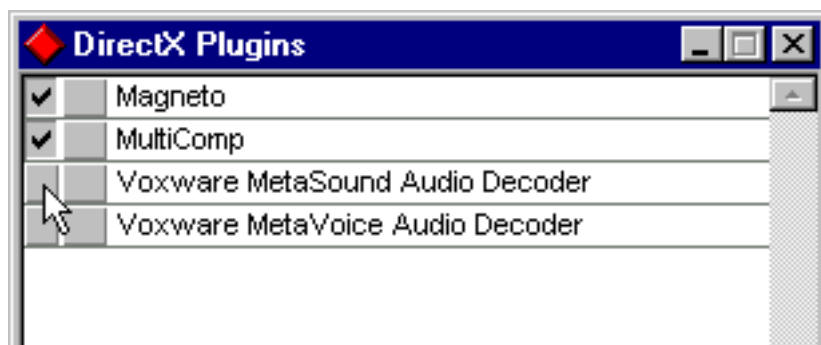 DirectX Plugins
Magneto
MultiComp
Voxware MetaSound Audio Decoder
Voxware MetaVoice Audio Decoder